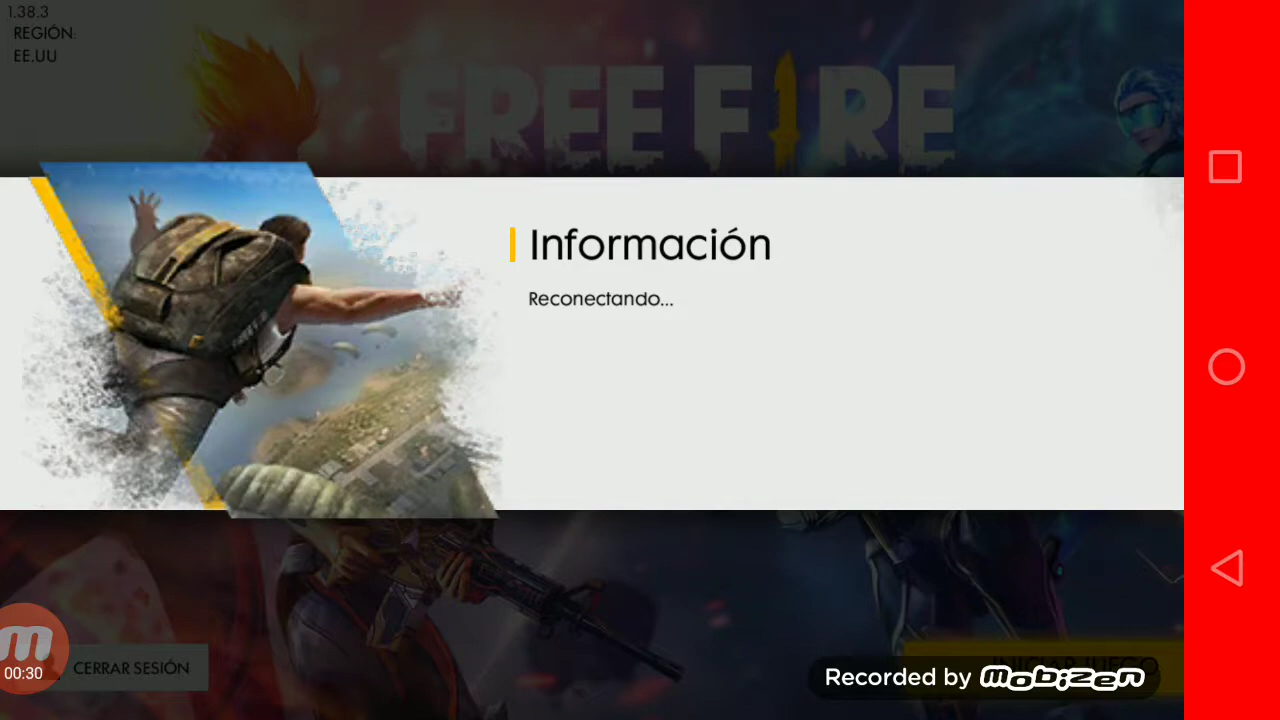 1.38.3
REGIÓN:
EE.UU
FREE FIRE
Información
Reconectando...
00:30
CERRAR SESIÓN
Recorded by mobizen